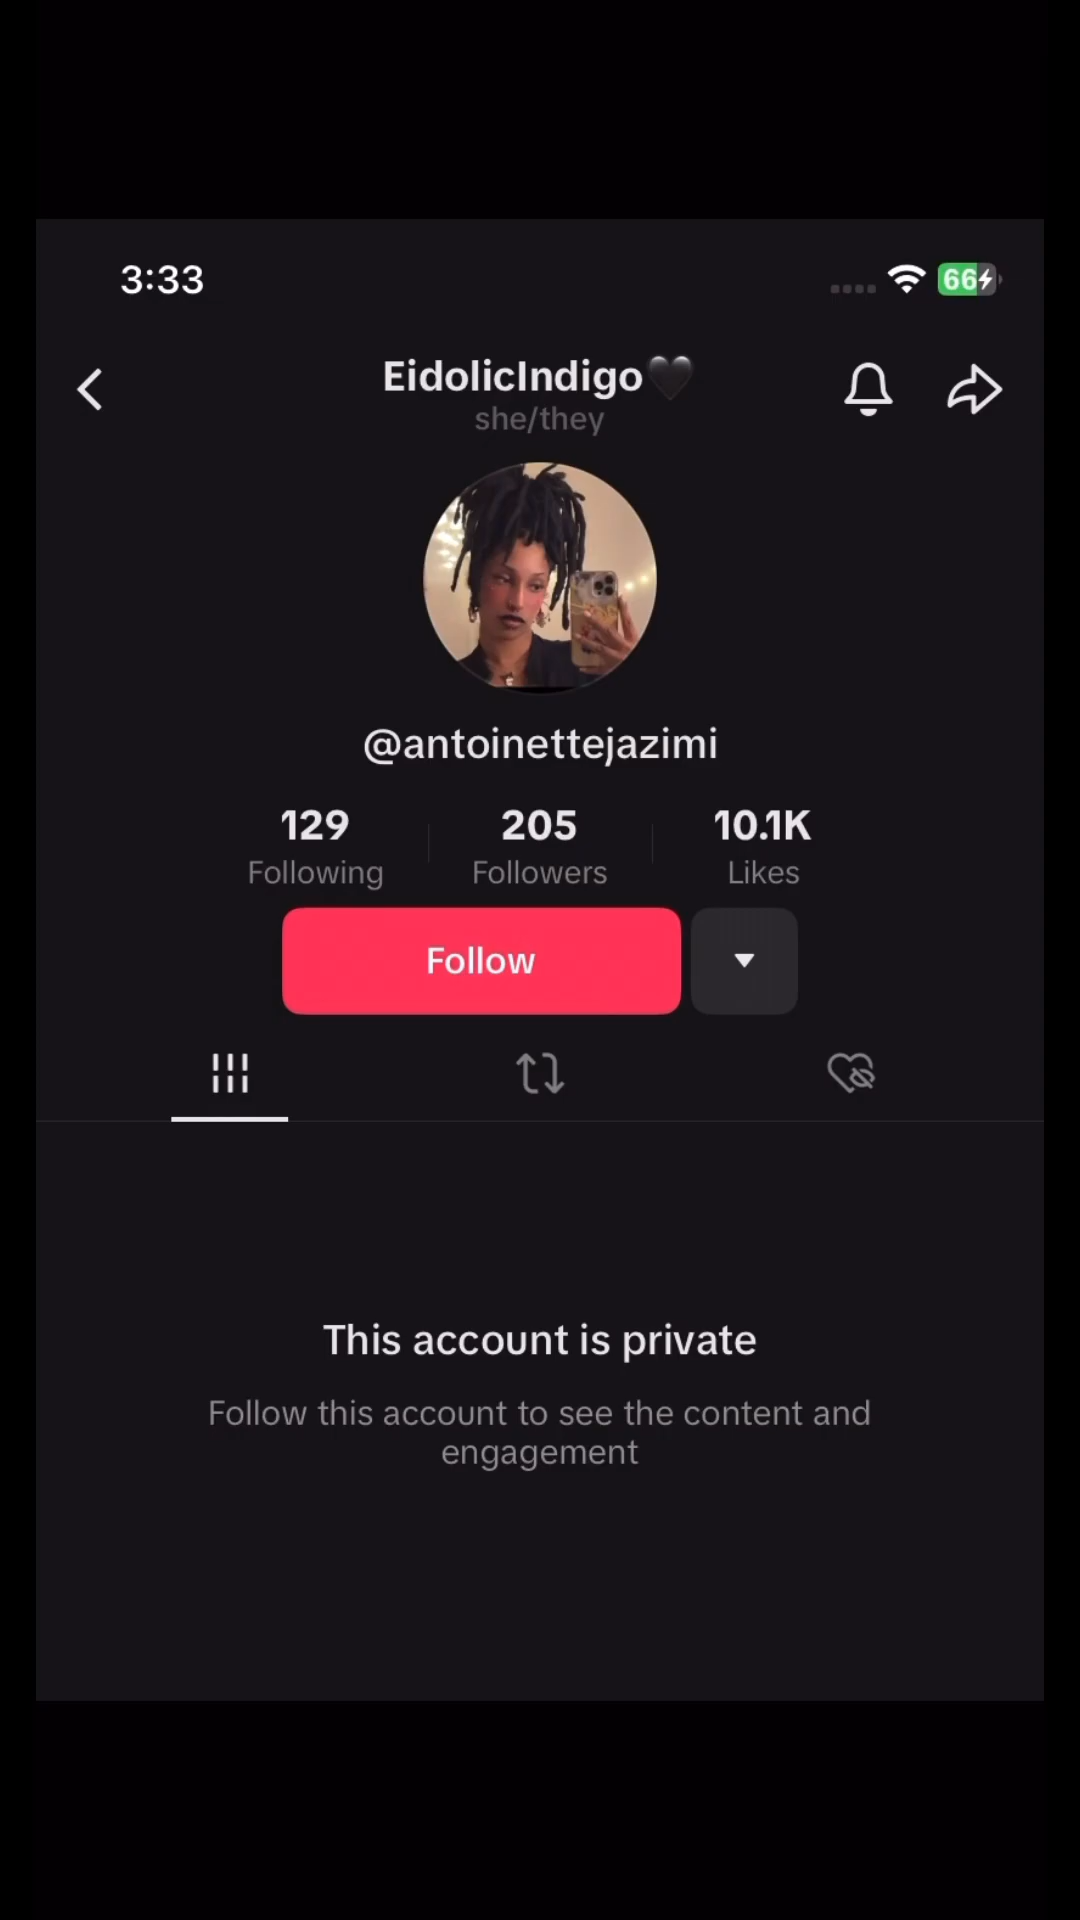 3:33
66
EidolicIndigo🖤
she/they
@antoinettejazimi
129
Following
205
Followers
10.1K
Likes
Follow
This account is private
Follow this account to see the content and
engagement